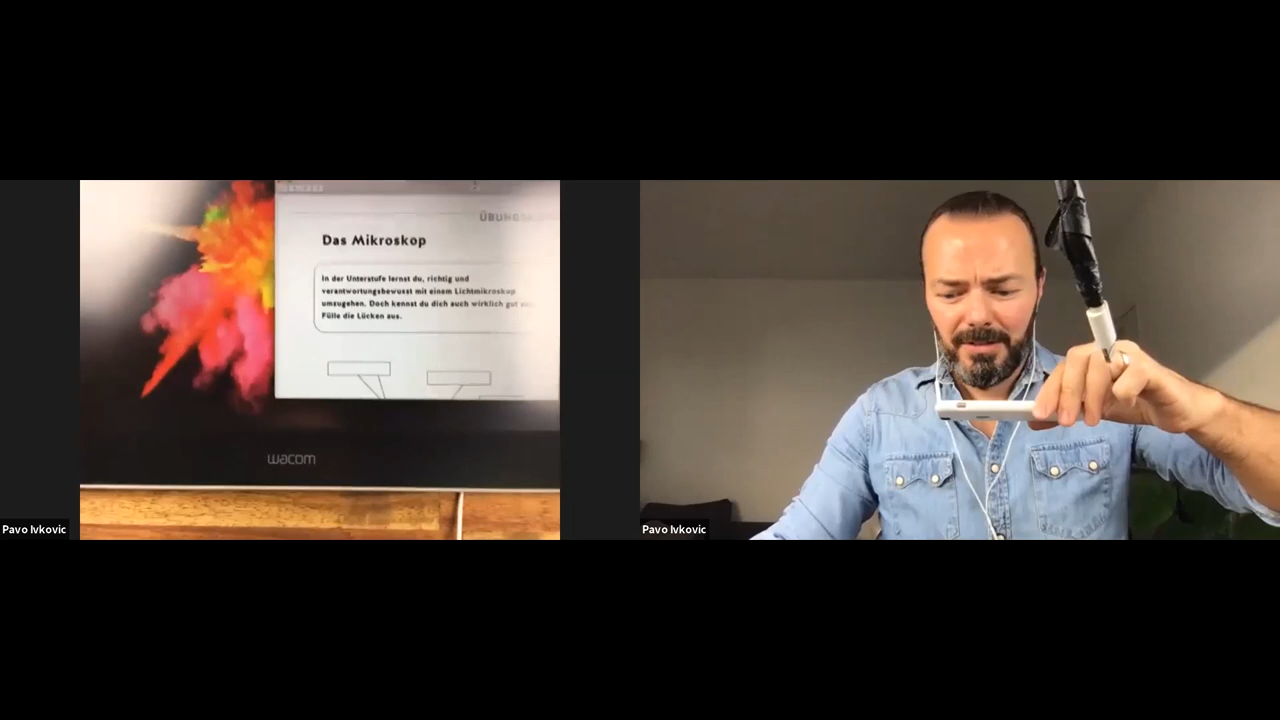 Das Mikroskop
In der Unterstufe lernst du, richtig und
verantwortungsbewusst mit einem Lichtmikroskop
umzugehen. Doch kennst du dich auch wirklich gut
Fülle die Lücken aus.
wacom
Pavo Ivkovic
Pavo Ivkovic